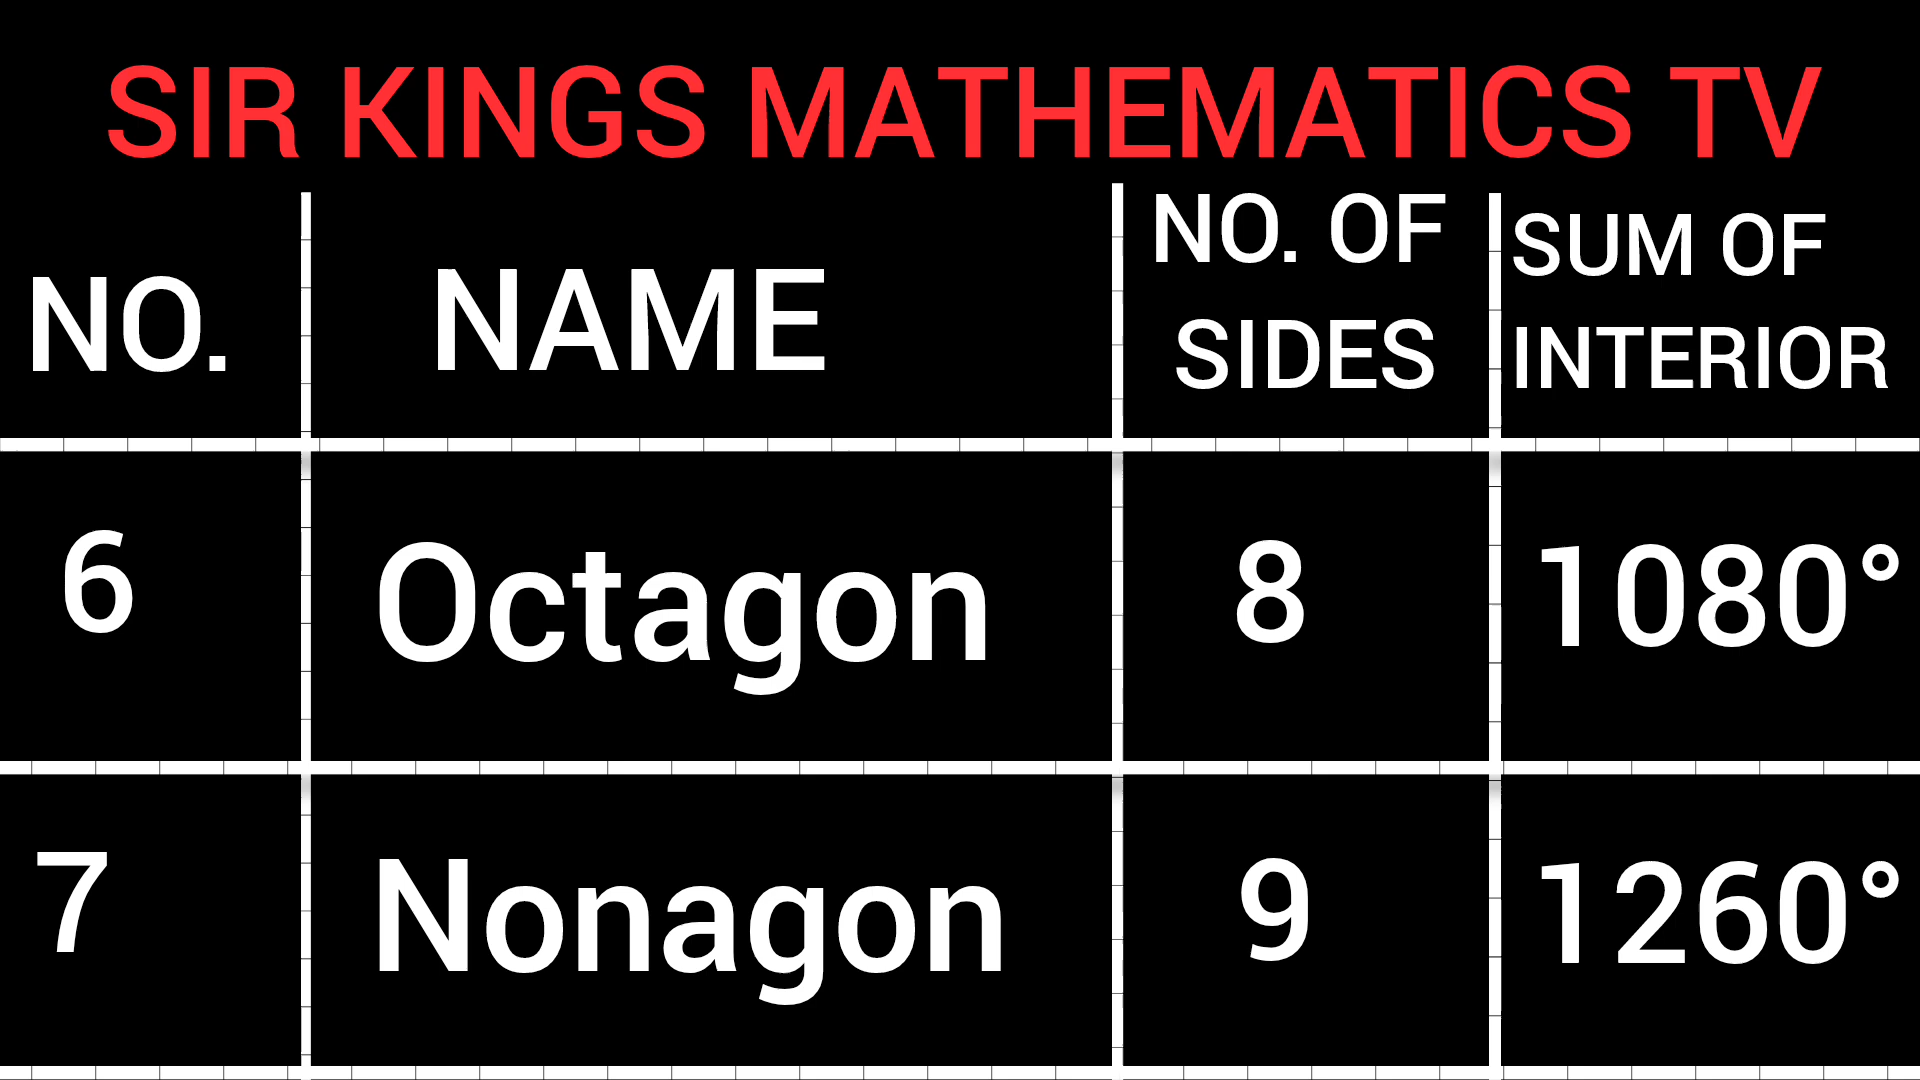 SIR KINGS MATHEMATICS TV
NO.
NAME
NO. OF
SIDES
SUM OF
INTERIOR
6 Octagon 8 1080°
7 Nonagon 9 1260°